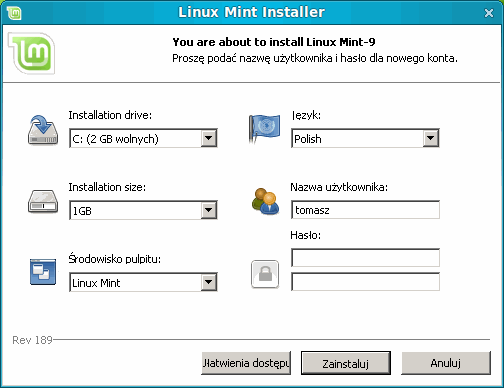 Linux Mint Installer
You are about to install Linux Mint-9
Proszę podać nazwę użytkownika i hasło dla nowego konta.
Installation drive:
C: (2 GB wolnych)
Język:
Polish
Installation size:
1GB
Nazwa użytkownika:
tomasz
Hasło:
Środowisko pulpitu:
Linux Mint
Rev 189
Jłatwienia dostępu
Zainstaluj
Anuluj